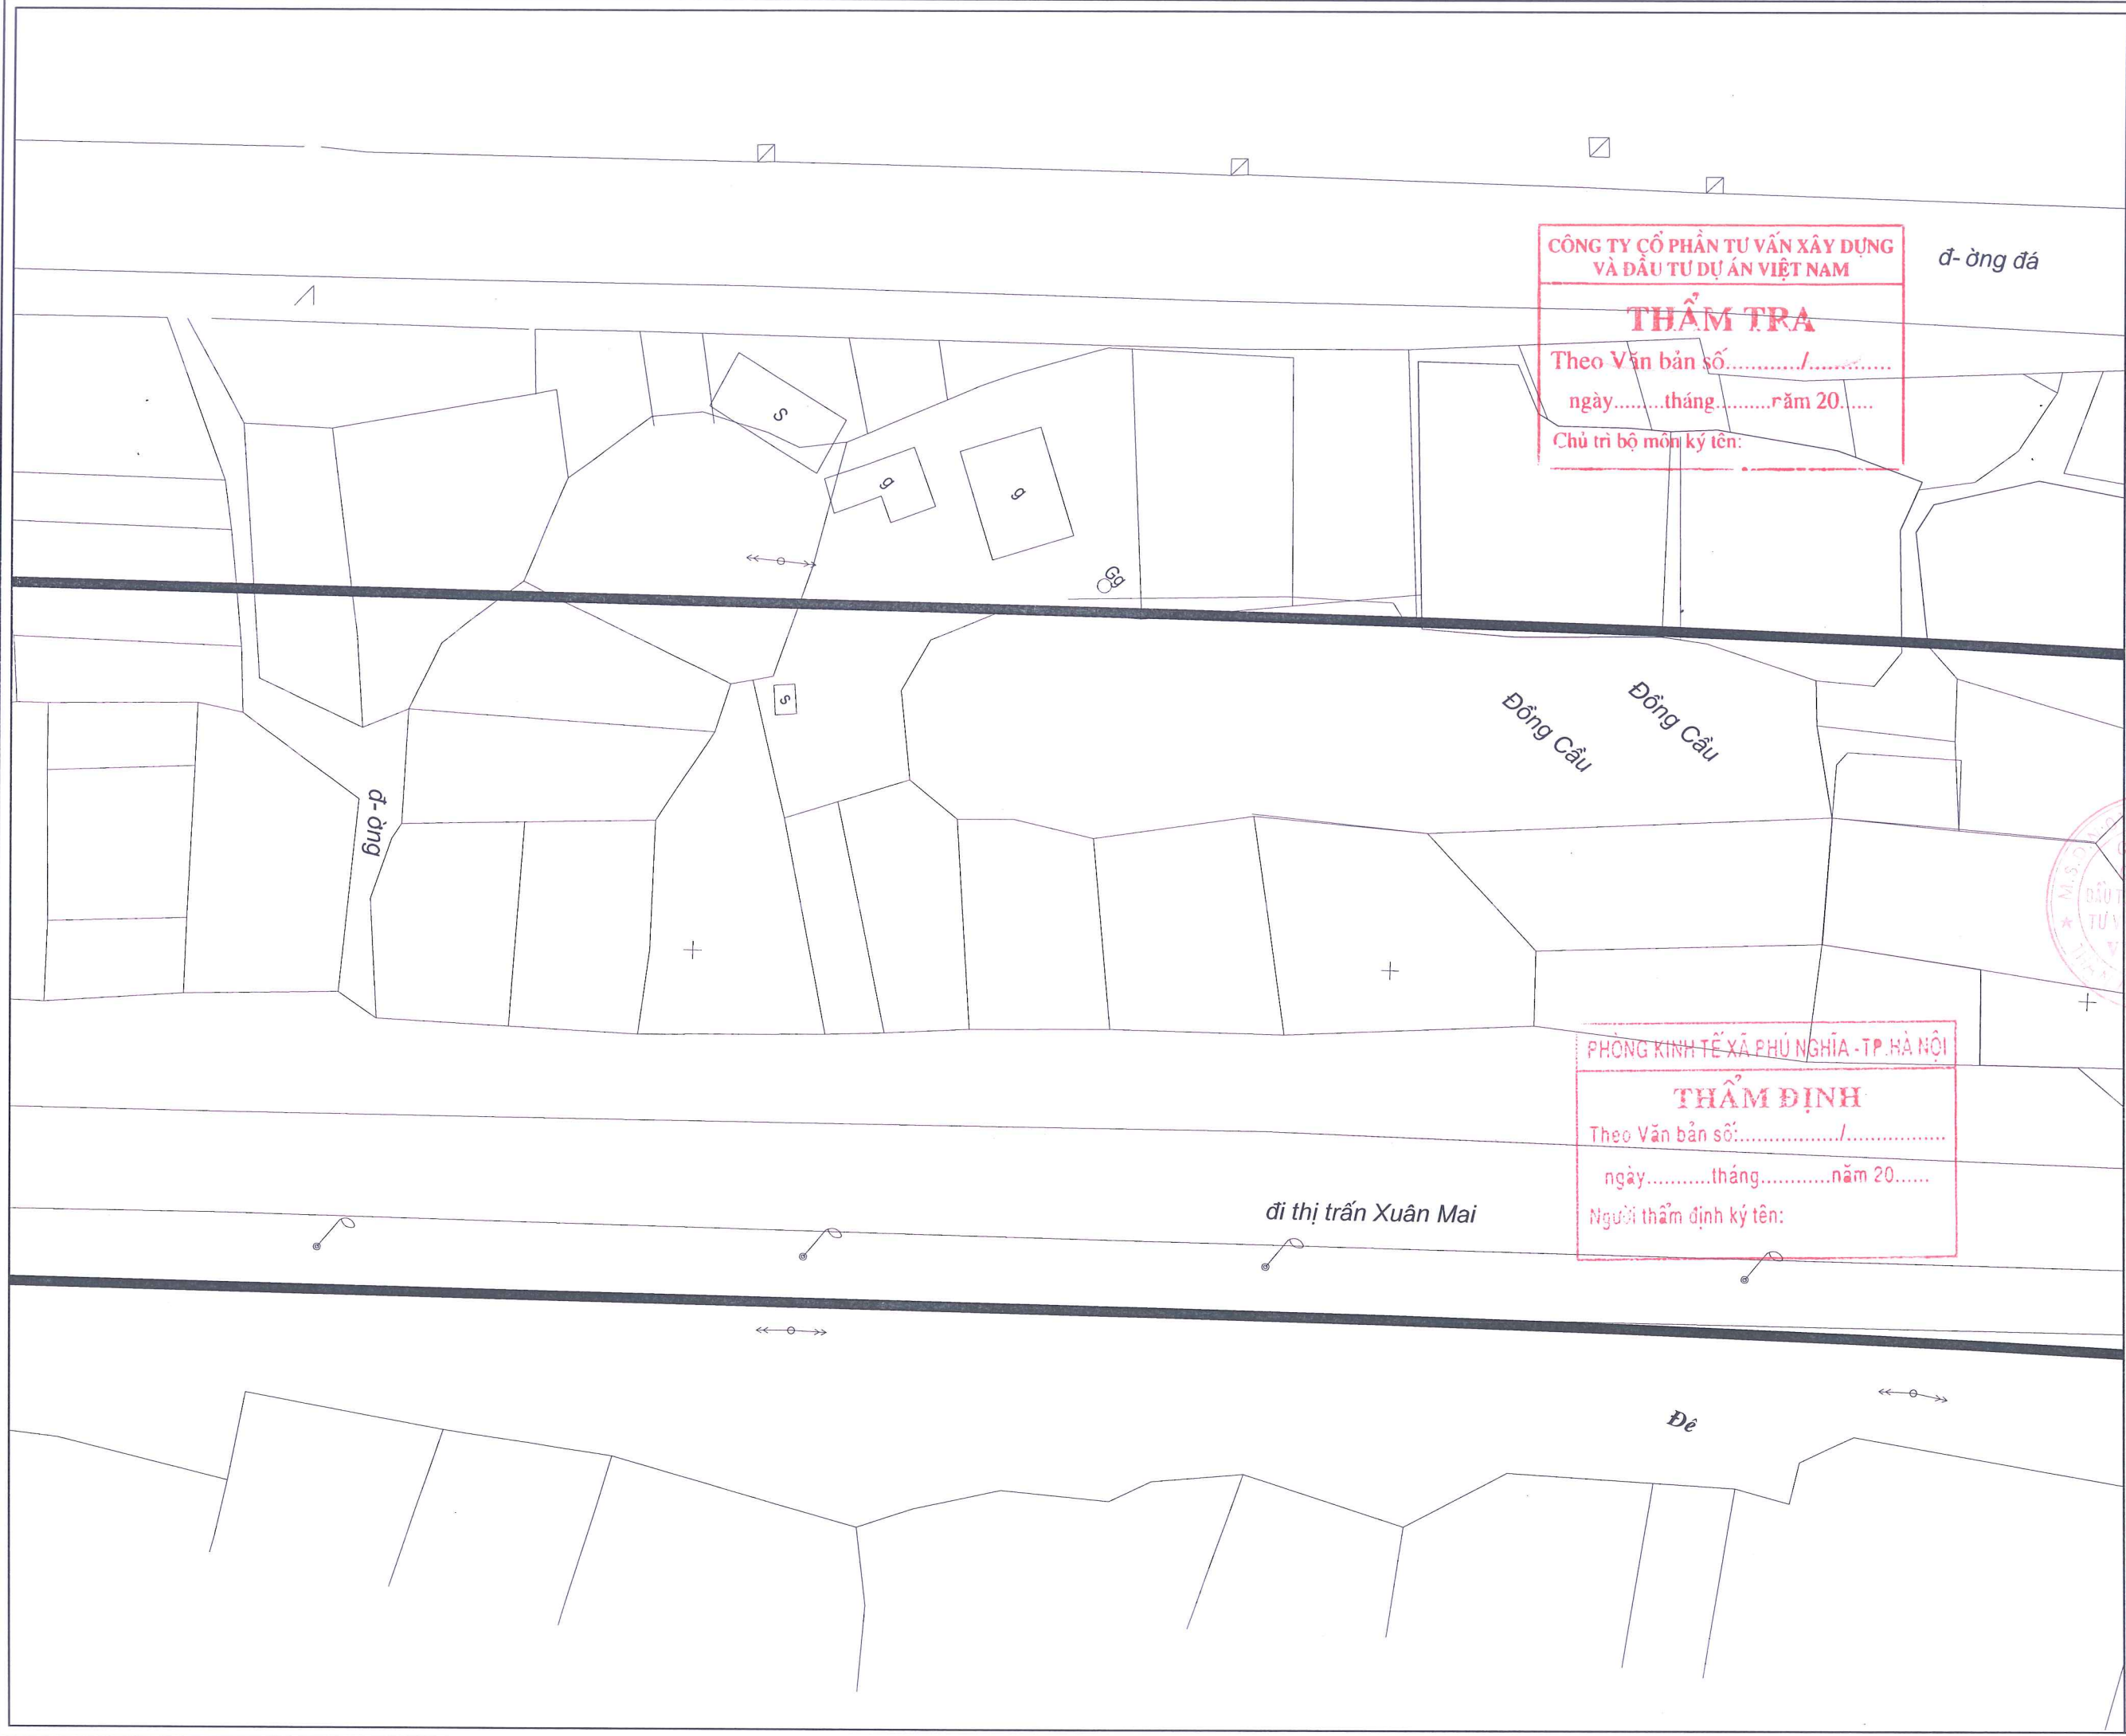 CÔNG TY CỔ PHẦN TƯ VẤN XÂY DỰNG
VÀ ĐẦU TƯ DỰ ÁN VIỆT NAM
THẨM TRA
Theo Văn bản số............/.............
ngày.........tháng..........năm 20......
Chủ trì bộ môn ký tên:
đ- ờng đá
S
g
g
Gg
s
Đồng Cầu
Đồng Cầu
đ- ờng
M.S.D.N
ĐẦU
TƯ
PHÒNG KINH TẾ XÃ PHÚ NGHĨA -TP.HÀ NỘI
THẨM ĐỊNH
Theo Văn bản số:................../..................
ngày...........tháng............năm 20......
Người thẩm định ký tên:
đi thị trấn Xuân Mai
Đê